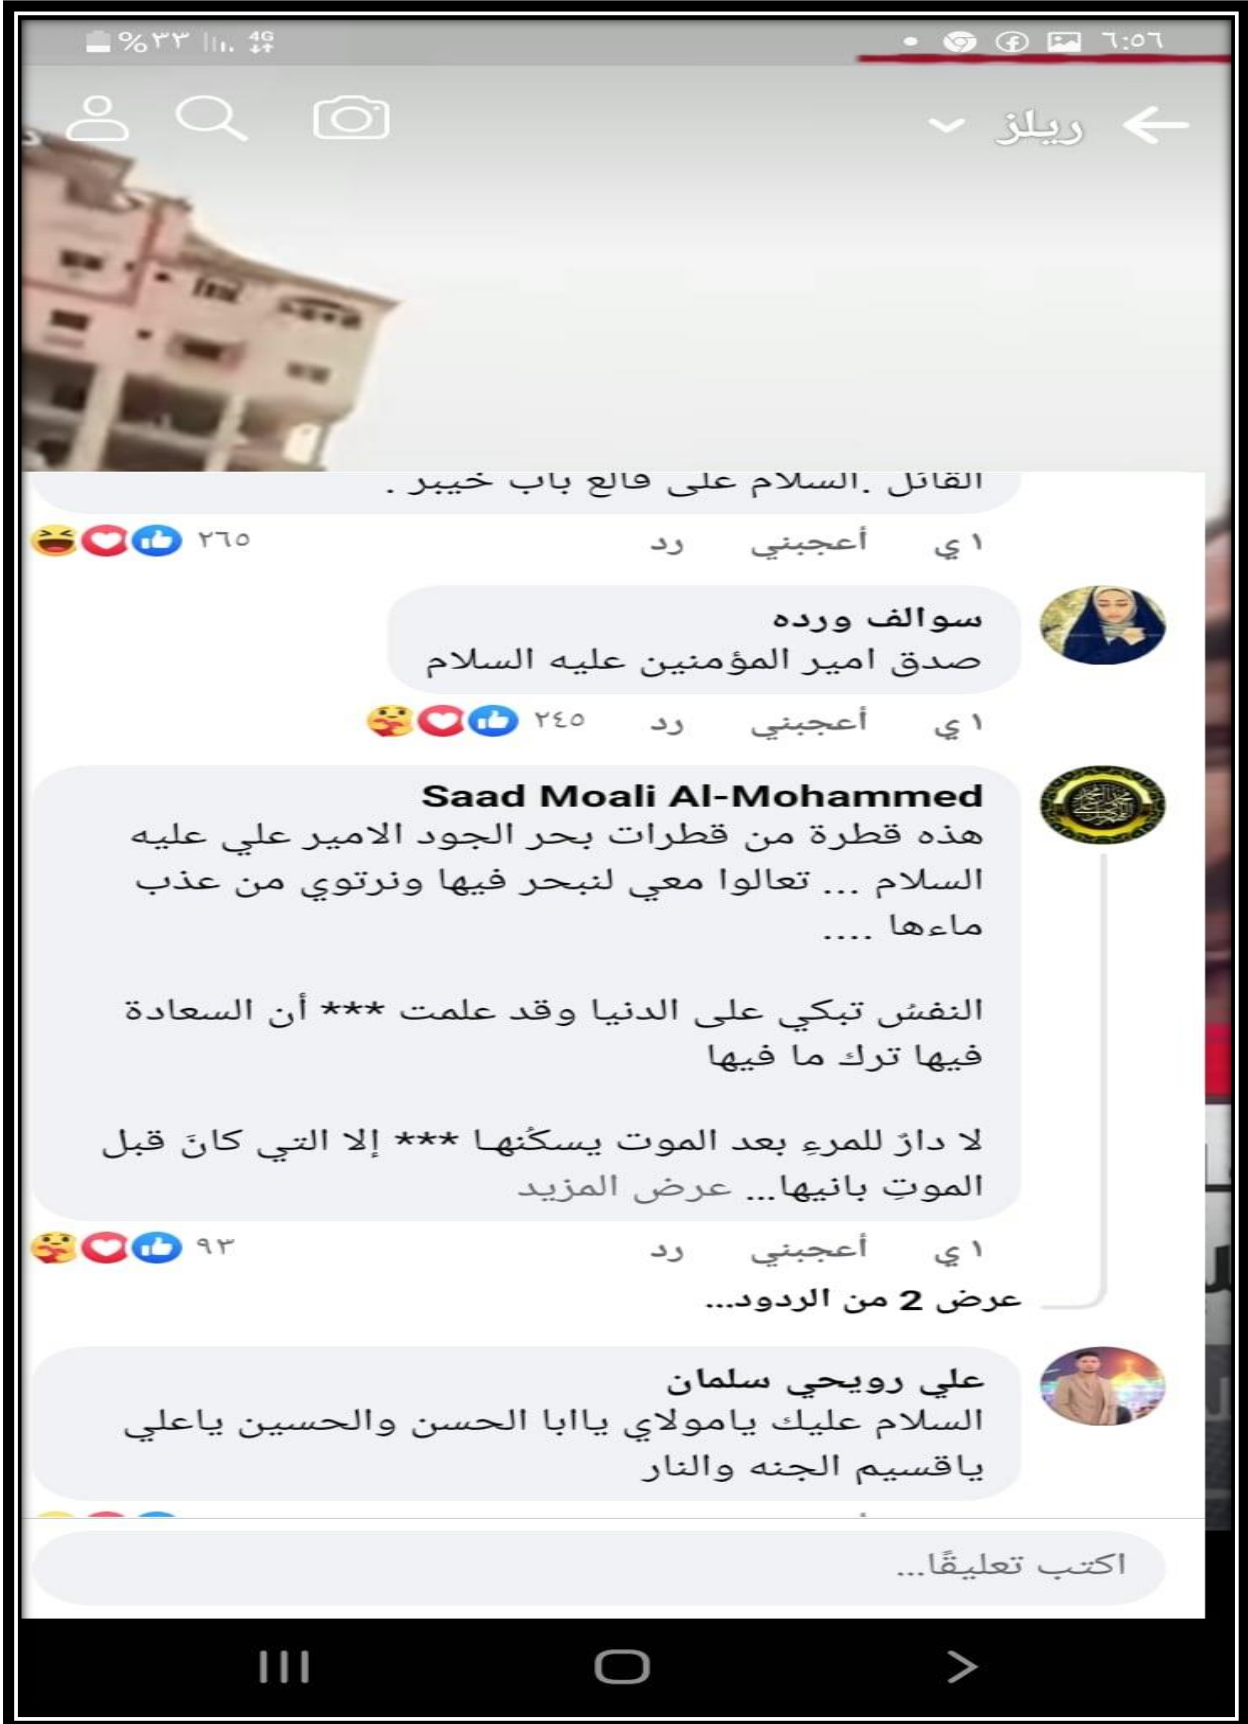 ٦:٥٦
4G
%٣٣
ريلز
القائل .السلام على قالع باب خيبر .
١ ي أعجبني رد ٢٦٥
سوالف ورده
صدق امير المؤمنين عليه السلام
١ ي أعجبني رد ٢٤٥
Saad Moali Al-Mohammed
هذه قطرة من قطرات بحر الجود الامير علي عليه
السلام ... تعالوا معي لنبحر فيها ونرتوي من عذب
ماءها ....
النفسُ تبكي على الدنيا وقد علمت *** أن السعادة
فيها ترك ما فيها
لا دارٌ للمرءِ بعد الموت يسكُنهـا *** إلا التي كانَ قبل
الموتِ بانيها... عرض المزيد
١ ي أعجبني رد ٩٣
عرض 2 من الردود...
علي رويحي سلمان
السلام عليك يامولاي ياابا الحسن والحسين ياعلي
ياقسيم الجنه والنار
اكتب تعليقًا...